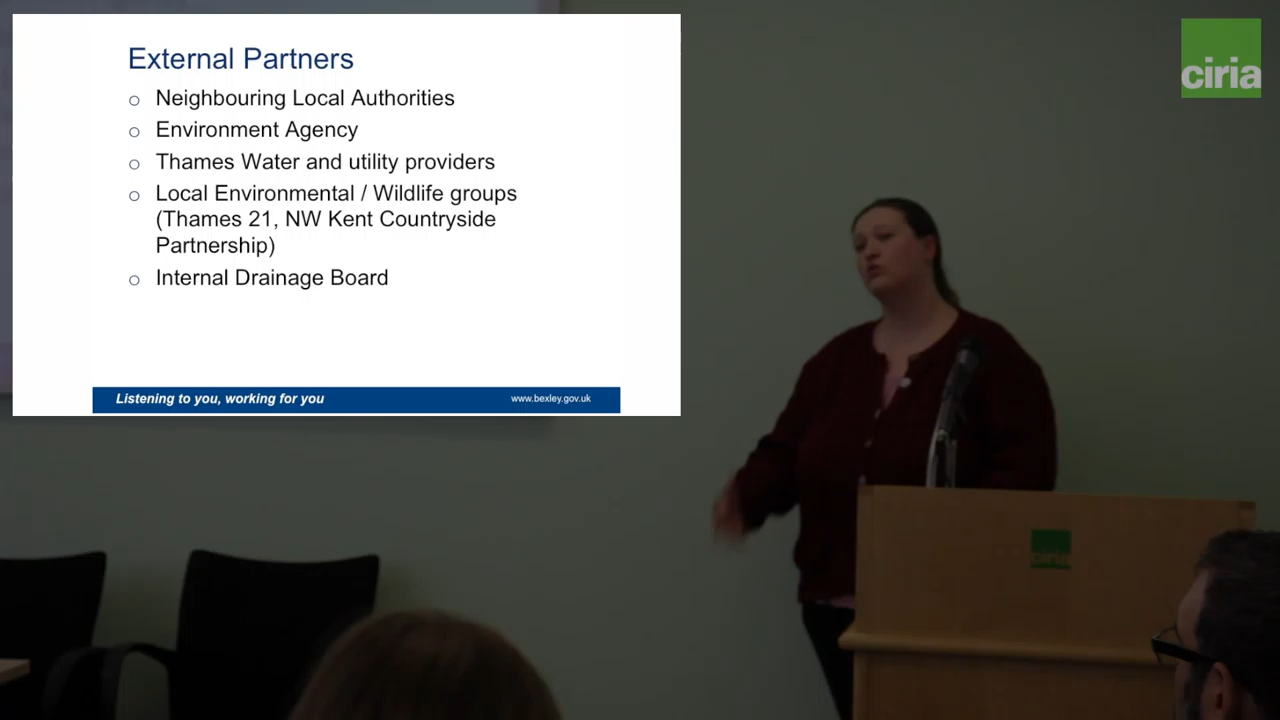 External Partners
o Neighbouring Local Authorities
o Environment Agency
o Thames Water and utility providers
o Local Environmental / Wildlife groups
(Thames 21, NW Kent Countryside
Partnership)
o Internal Drainage Board
Listening to you, working for you
www.bexley.gov.uk
ciria
ciria